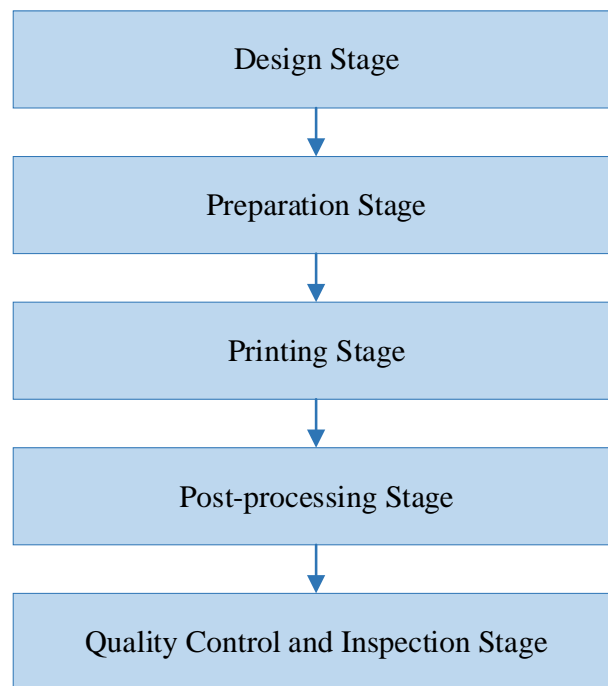 Design Stage
Preparation Stage
Printing Stage
Post-processing Stage
Quality Control and Inspection Stage